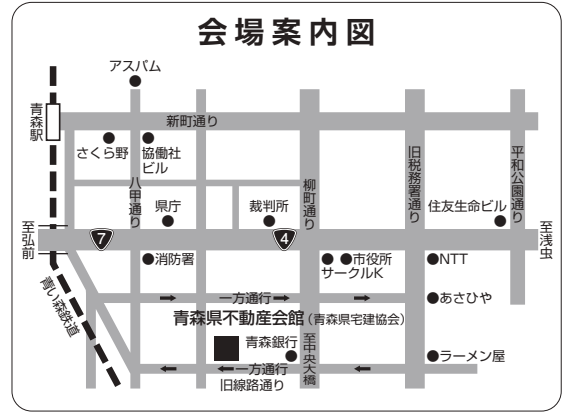 会場案内図
アスパム
青森駅
新町通り
さくら野
協働社
ビル
八甲通り
柳町通り
旧税務署通り
平和公園通り
県庁
裁判所
住友生命ビル
至弘前
7
4
至浅虫
消防署
市役所
サークルK
NTT
青い森鉄道
一方通行
あさひや
青森県不動産会館(青森県宅建協会)
青森銀行
至中央大橋
ラーメン屋
一方通行
旧線路通り